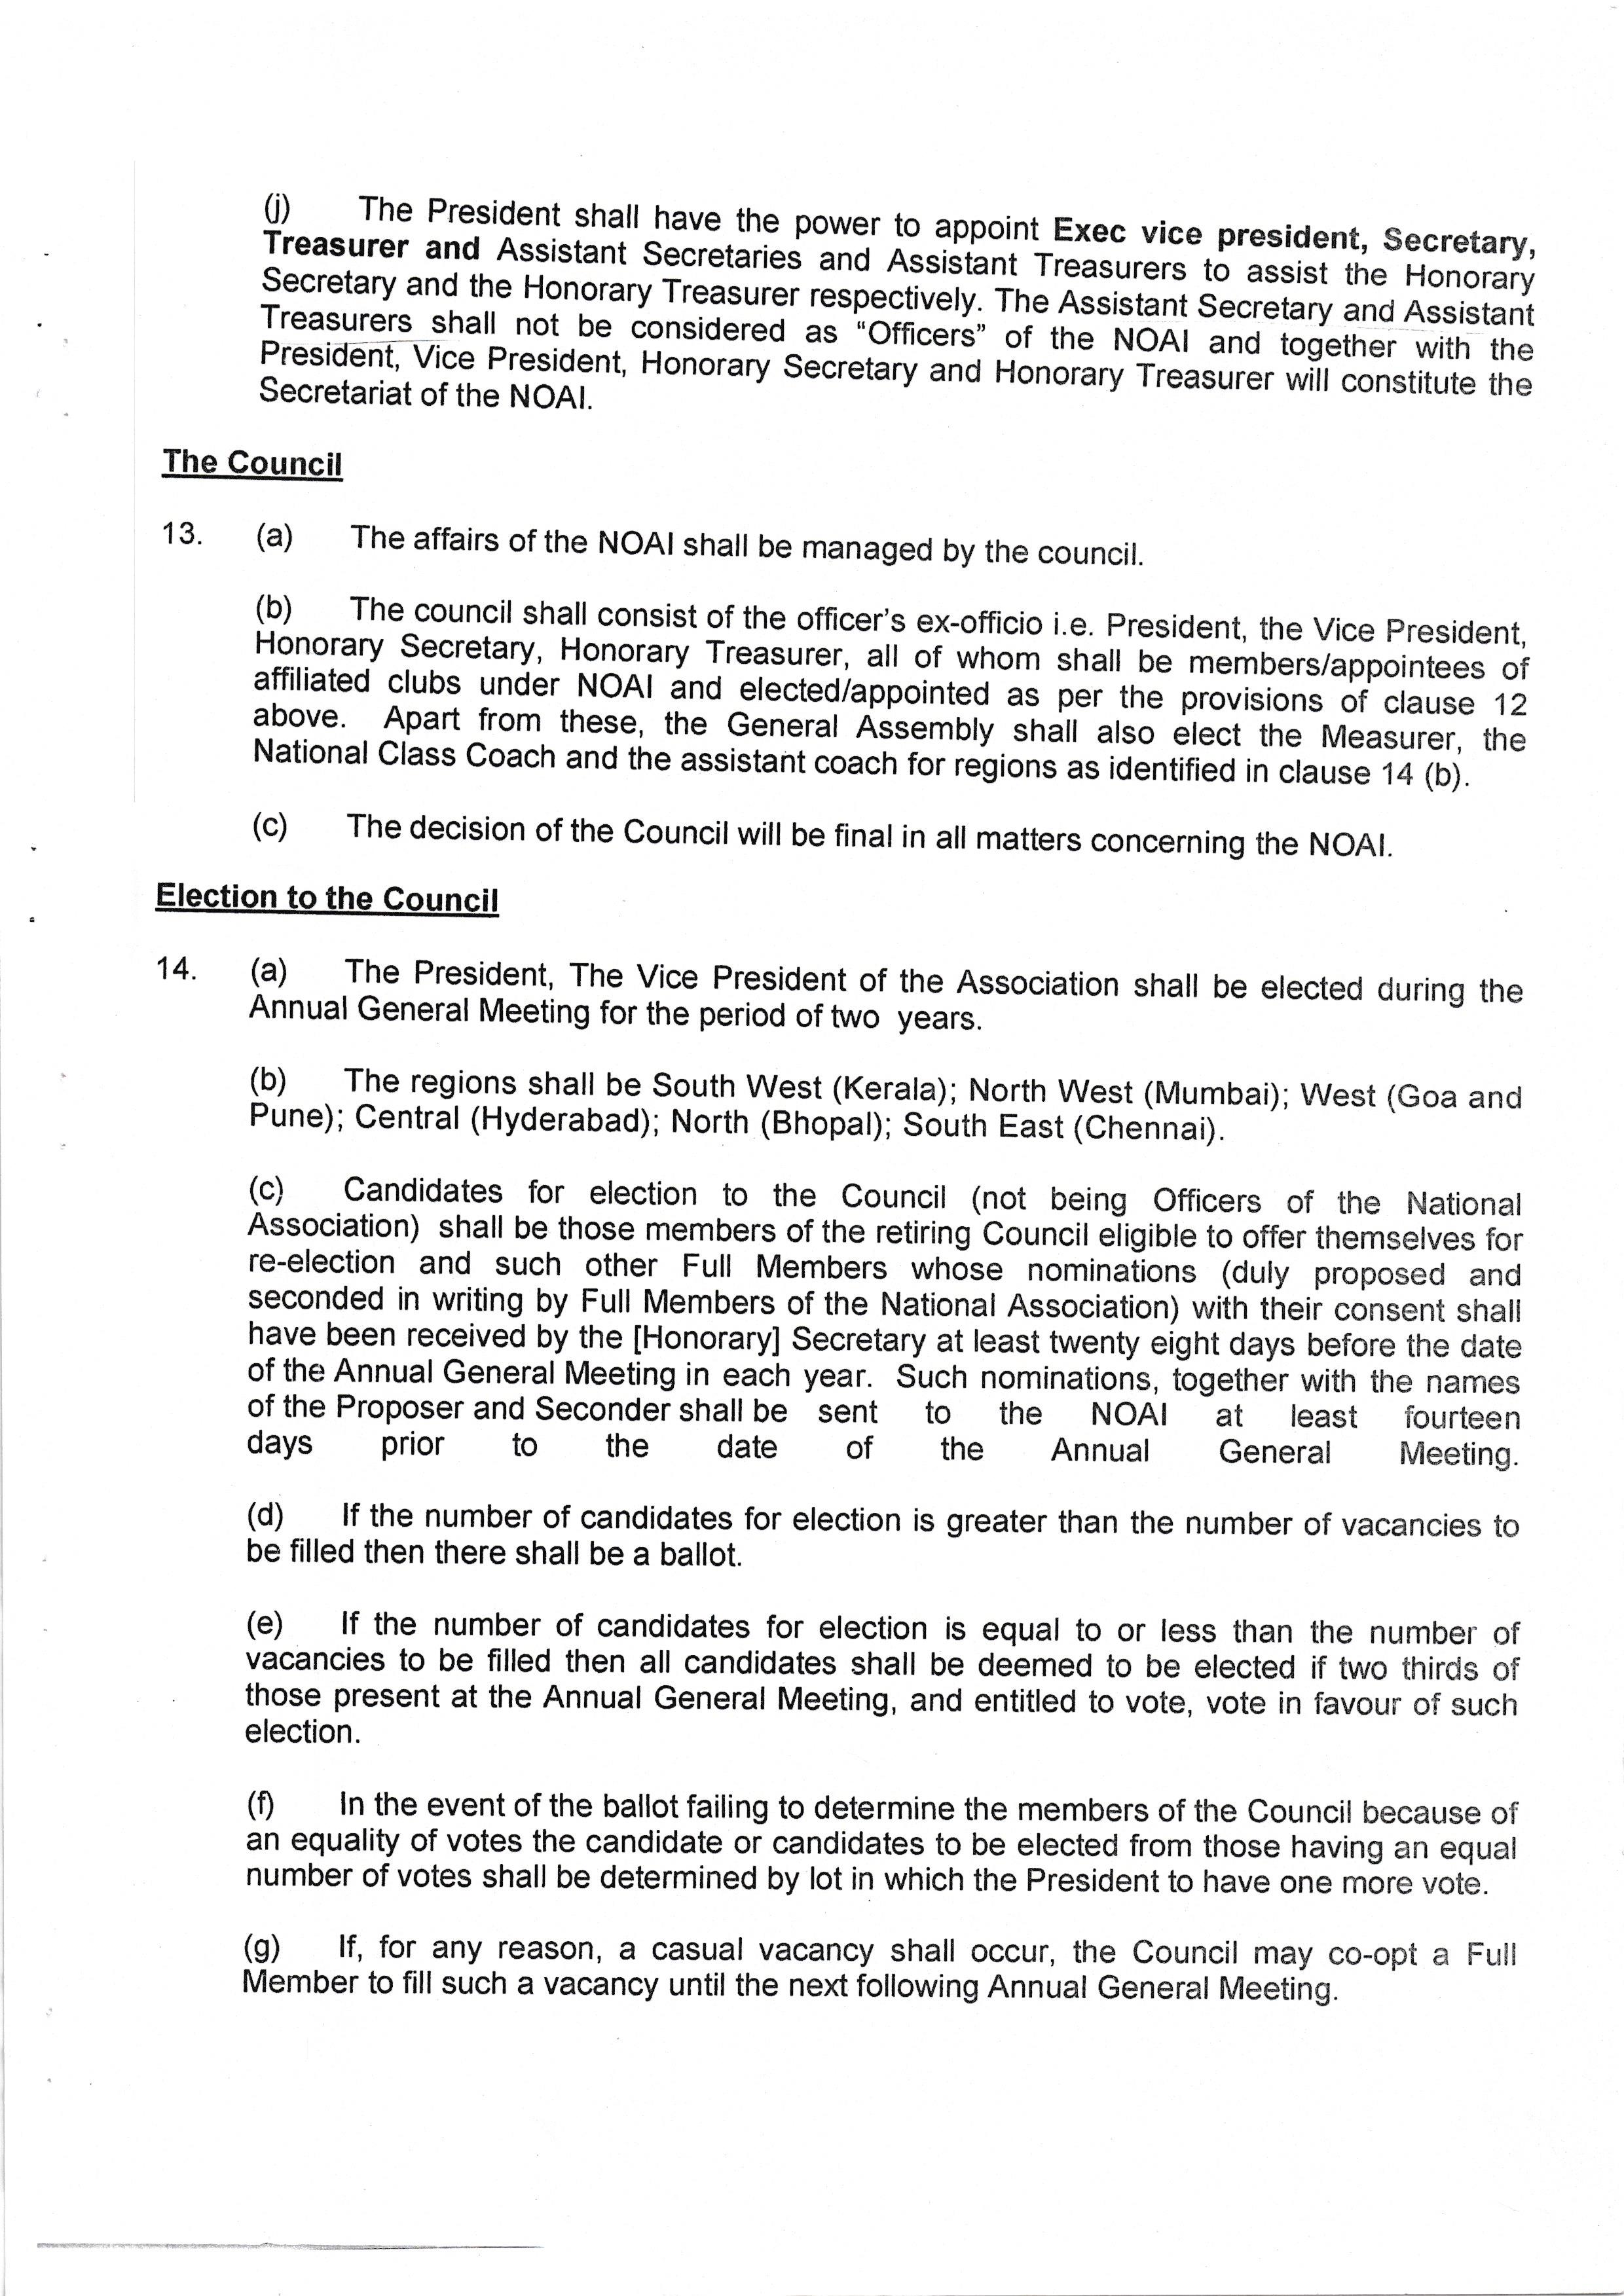 (j) The President shall have the power to appoint Exec vice president, Secretary,
Treasurer and Assistant Secretaries and Assistant Treasurers to assist the Honorary
Secretary and the Honorary Treasurer respectively. The Assistant Secretary and Assistant
Treasurers shall not be considered as "Officers" of the NOAI and together with the
President, Vice President, Honorary Secretary and Honorary Treasurer will constitute the
Secretariat of the NOAI.
The Council
13. (a) The affairs of the NOAI shall be managed by the council.
(b) The council shall consist of the officer's ex-officio i.e. President, the Vice President,
Honorary Secretary, Honorary Treasurer, all of whom shall be members/appointees of
affiliated clubs under NOAI and elected/appointed as per the provisions of clause 12
above. Apart from these, the General Assembly shall also elect the Measurer, the
National Class Coach and the assistant coach for regions as identified in clause 14 (b).
(c) The decision of the Council will be final in all matters concerning the NOAI.
Election to the Council
14. (a) The President, The Vice President of the Association shall be elected during the
Annual General Meeting for the period of two years.
(b) The regions shall be South West (Kerala); North West (Mumbai); West (Goa and
Pune); Central (Hyderabad); North (Bhopal); South East (Chennai).
(c) Candidates for election to the Council (not being Officers of the National
Association) shall be those members of the retiring Council eligible to offer themselves for
re-election and such other Full Members whose nominations (duly proposed and
seconded in writing by Full Members of the National Association) with their consent shall
have been received by the [Honorary] Secretary at least twenty eight days before the date
of the Annual General Meeting in each year. Such nominations, together with the names
of the Proposer and Seconder shall be sent to the NOAI at least fourteen
days prior to the date of the Annual General Meeting.
(d) If the number of candidates for election is greater than the number of vacancies to
be filled then there shall be a ballot.
(e) If the number of candidates for election is equal to or less than the number of
vacancies to be filled then all candidates shall be deemed to be elected if two thirds of
those present at the Annual General Meeting, and entitled to vote, vote in favour of such
election.
(f) In the event of the ballot failing to determine the members of the Council because of
an equality of votes the candidate or candidates to be elected from those having an equal
number of votes shall be determined by lot in which the President to have one more vote.
(g) If, for any reason, a casual vacancy shall occur, the Council may co-opt a Full
Member to fill such a vacancy until the next following Annual General Meeting.